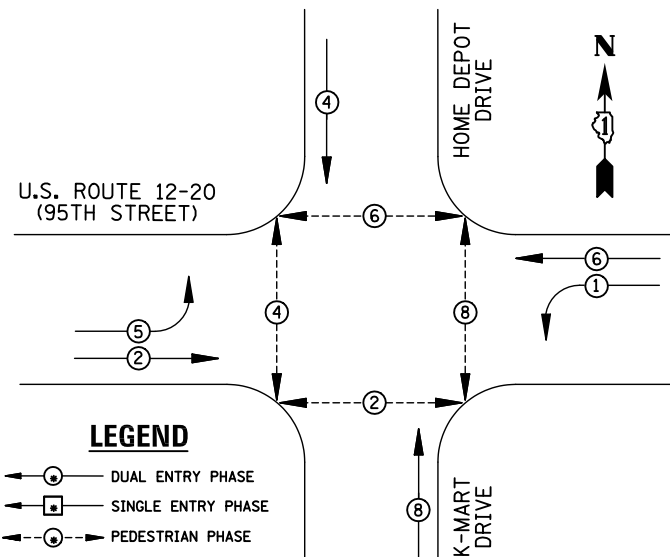 HOME DEPOT
DRIVE
N
1
4
U.S. ROUTE 12-20
(95TH STREET)
6
6
1
4
8
5
2
2
LEGEND
* DUAL ENTRY PHASE
* SINGLE ENTRY PHASE
* PEDESTRIAN PHASE
8
K-MART
DRIVE